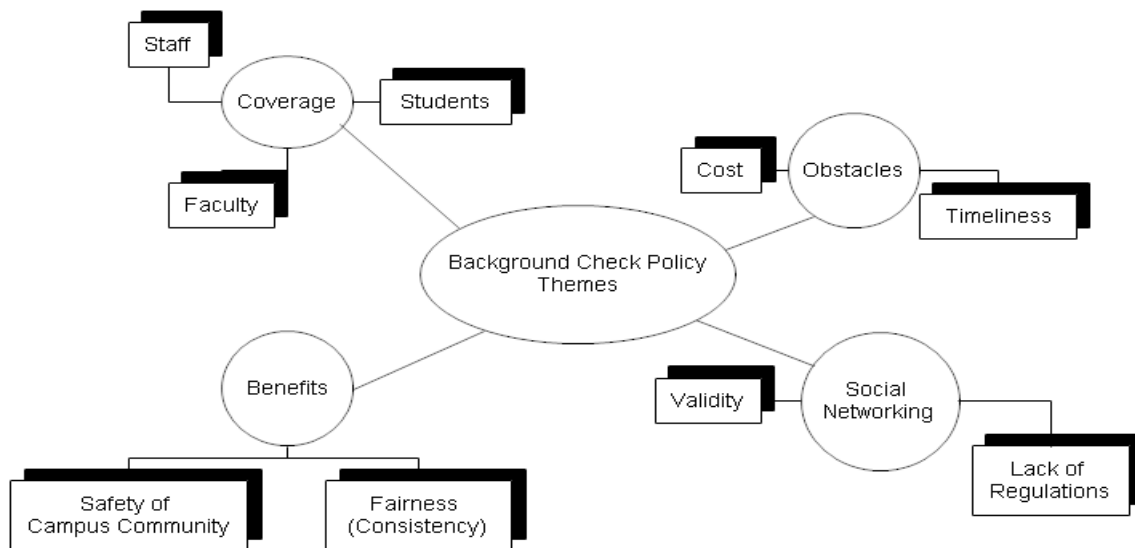 Staff
Coverage
Students
Faculty
Cost
Obstacles
Timeliness
Background Check Policy
Themes
Benefits
Safety of
Campus Community
Fairness
(Consistency)
Validity
Social
Networking
Lack of
Regulations